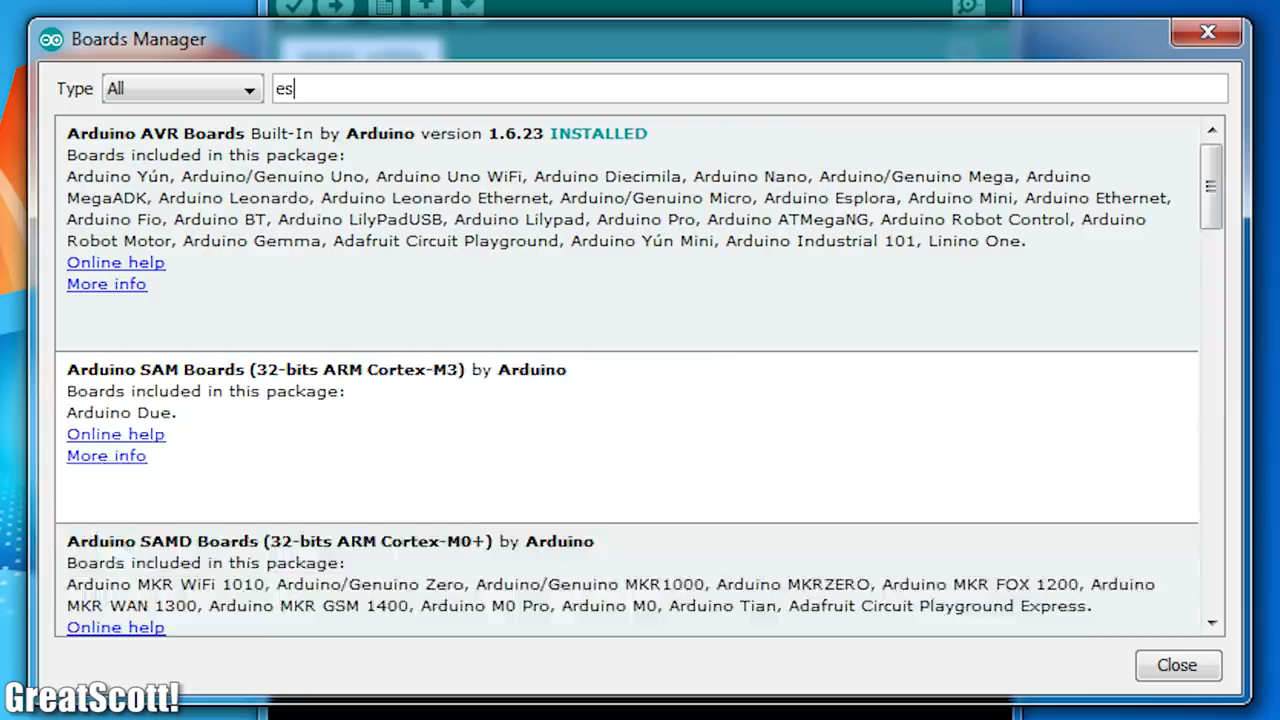 Boards Manager
Type All es
Arduino AVR Boards Built-In by Arduino version 1.6.23 INSTALLED
Boards included in this package:
Arduino Yún, Arduino/Genuino Uno, Arduino Uno WiFi, Arduino Diecimila, Arduino Nano, Arduino/Genuino Mega, Arduino
MegaADK, Arduino Leonardo, Arduino Leonardo Ethernet, Arduino/Genuino Micro, Arduino Esplora, Arduino Mini, Arduino Ethernet,
Arduino Fio, Arduino BT, Arduino LilyPadUSB, Arduino Lilypad, Arduino Pro, Arduino ATMegaNG, Arduino Robot Control, Arduino
Robot Motor, Arduino Gemma, Adafruit Circuit Playground, Arduino Yún Mini, Arduino Industrial 101, Linino One.
Online help
More info
Arduino SAM Boards (32-bits ARM Cortex-M3) by Arduino
Boards included in this package:
Arduino Due.
Online help
More info
Arduino SAMD Boards (32-bits ARM Cortex-M0+) by Arduino
Boards included in this package:
Arduino MKR WiFi 1010, Arduino/Genuino Zero, Arduino/Genuino MKR1000, Arduino MKRZERO, Arduino MKR FOX 1200, Arduino
MKR WAN 1300, Arduino MKR GSM 1400, Arduino M0 Pro, Arduino M0, Arduino Tian, Adafruit Circuit Playground Express.
Online help
Close
GreatScott!